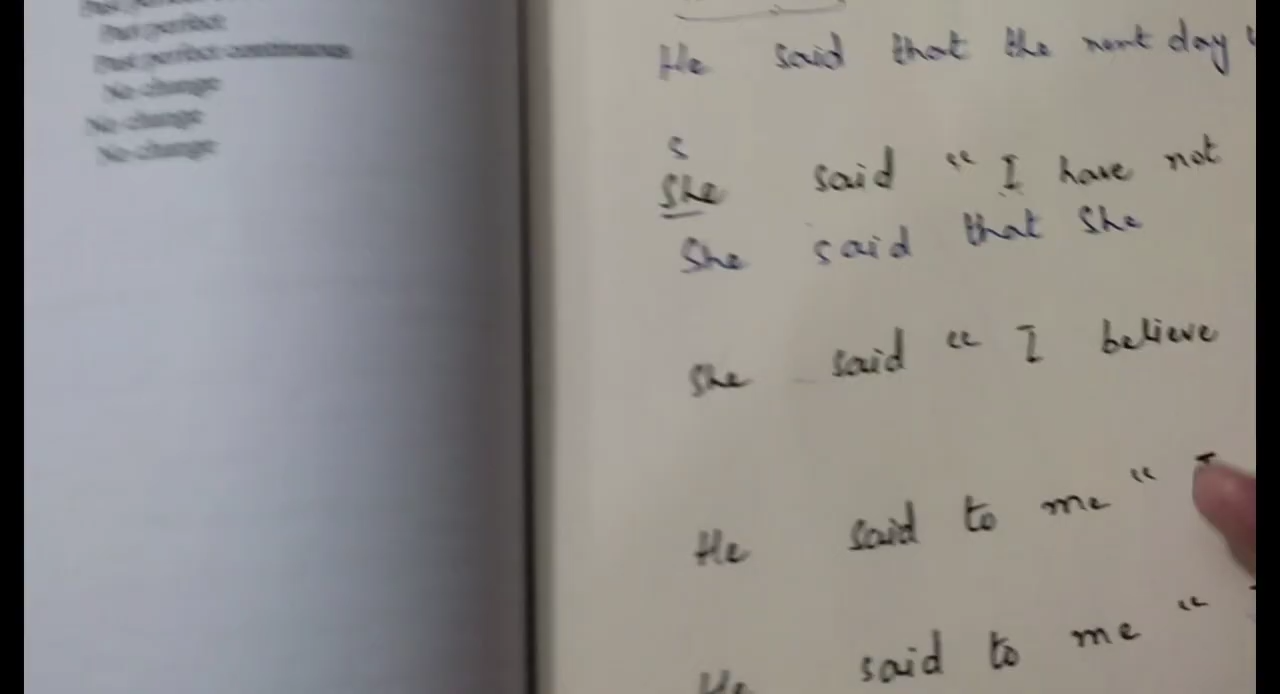 Past perfect
Past perfect continuous
No change
No change
No change
He said that the next day
S
She said " I have not
She said that she
She said " I believe
He said to me " I
He said to me "